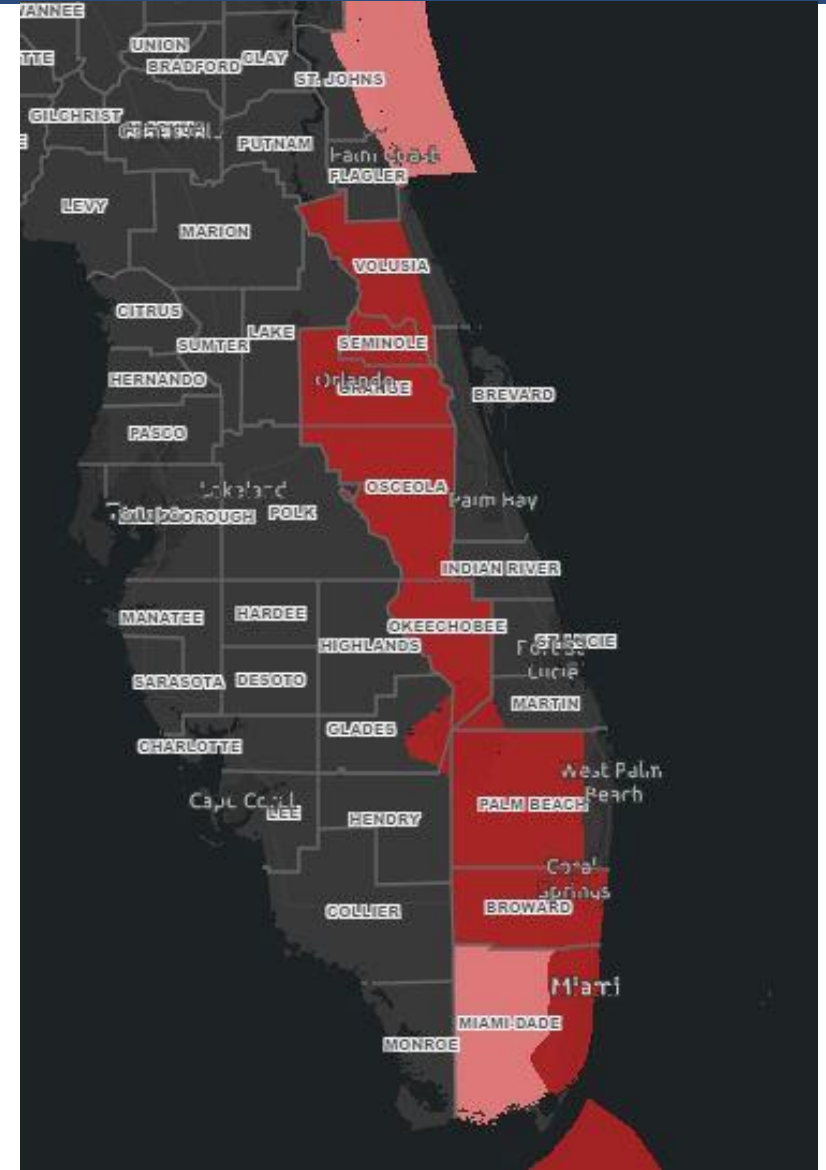 UNION
CLAY
BRADFORD
ST. JOHNS
GILCHRIST
PUTNAM
Palm Coast
FLAGLER
LEVY
MARION
VOLUSIA
CITRUS
LAKE
SUMTER
SEMINOLE
HERNANDO
Orlando
ORANGE
BREVARD
PASCO
Lakeland
OSCEOLA
Palm Bay
POLK
INDIAN RIVER
MANATEE
HARDEE
OKEECHOBEE
HIGHLANDS
ST. LUCIE
SARASOTA
DESOTO
MARTIN
GLADES
CHARLOTTE
West Palm
Beach
Cape Coral
LEE
PALM BEACH
HENDRY
Coral
Springs
BROWARD
COLLIER
Miami
MIAMI-DADE
MONROE